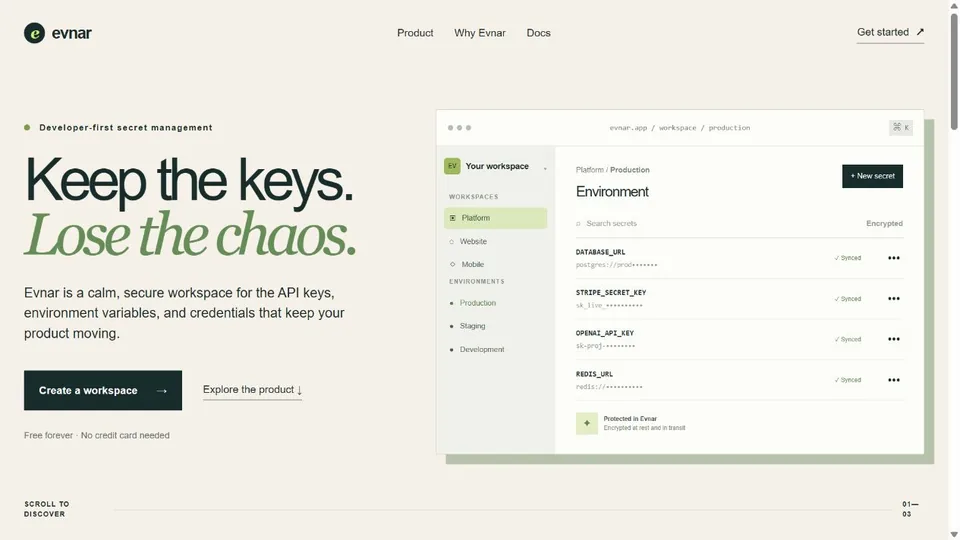 e evnar
Product Why Evnar Docs
Get started ↗
Developer-first secret management
Keep the keys.
Lose the chaos.
Evnar is a calm, secure workspace for the API keys,
environment variables, and credentials that keep your
product moving.
Create a workspace →
Explore the product ↓
Free forever · No credit card needed
SCROLL TO
DISCOVER
01—
03
evnar.app / workspace / production
⌘ K
EV Your workspace
WORKSPACES
Platform
Website
Mobile
ENVIRONMENTS
Production
Staging
Development
Platform / Production
Environment
+ New secret
Search secrets
Encrypted
DATABASE_URL
postgres://prod•••••••
✓ Synced
STRIPE_SECRET_KEY
sk_live_••••••••••
✓ Synced
OPENAI_API_KEY
sk-proj-••••••••
✓ Synced
REDIS_URL
redis://••••••••••
✓ Synced
Protected in Evnar
Encrypted at rest and in transit